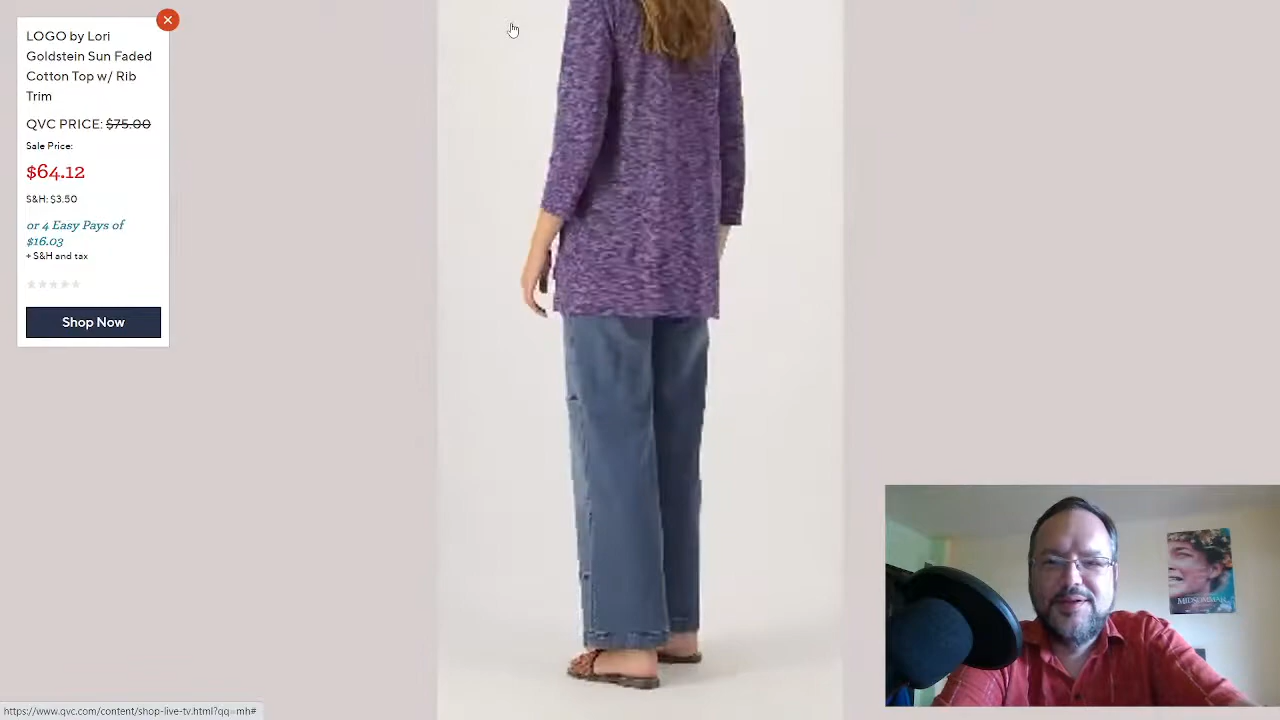 LOGO by Lori
Goldstein Sun Faded
Cotton Top w/ Rib
Trim
QVC PRICE: $75.00
Sale Price:
$64.12
S&H: $3.50
or 4 Easy Pays of
$16.03
+ S&H and tax
Shop Now
MIDSOMMAR
https://www.qvc.com/content/shop-live-tv.html?qq=mh#